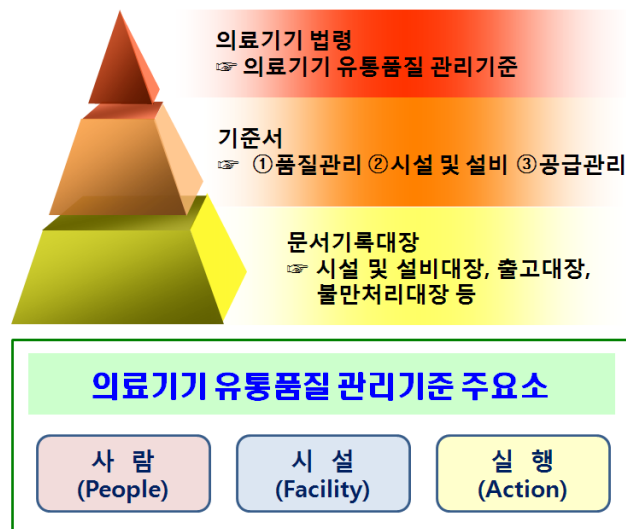 의료기기 법령
☞ 의료기기 유통품질 관리기준
기준서
☞ ①품질관리 ②시설 및 설비 ③공급관리
문서기록대장
☞ 시설 및 설비대장, 출고대장,
불만처리대장 등
의료기기 유통품질 관리기준 주요소
사 람
(People)
시 설
(Facility)
실 행
(Action)